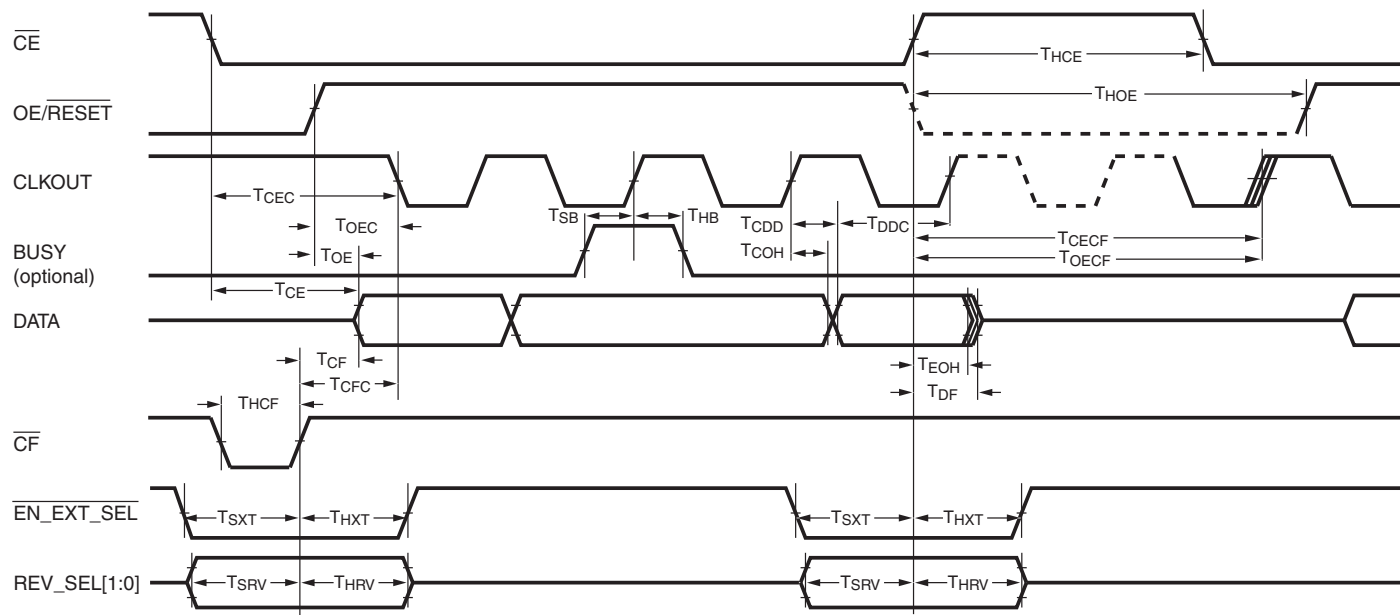 CE
THCE
OE/RESET
THOE
CLKOUT
TCEC
TSB
THB
TCDD
TDDC
TOEC
TCECF
BUSY
(optional)
TOE
TCOH
TOECF
TCE
DATA
TCF
TEOH
TCFC
TDF
THCF
CF
EN_EXT_SEL
TSXT
THXT
TSXT
THXT
REV_SEL[1:0]
TSRV
THRV
TSRV
THRV